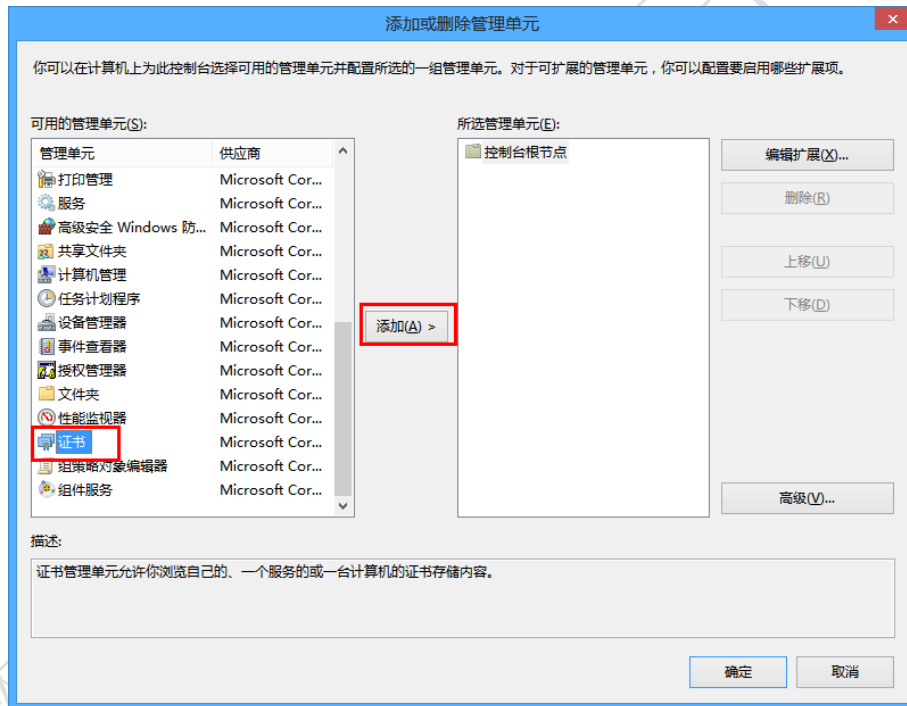 添加或删除管理单元
你可以在计算机上为此控制台选择可用的管理单元并配置所选的一组管理单元。对于可扩展的管理单元，你可以配置要启用哪些扩展项。
可用的管理单元(S):
管理单元 供应商
打印管理 Microsoft Cor...
服务 Microsoft Cor...
高级安全 Windows 防... Microsoft Cor...
共享文件夹 Microsoft Cor...
计算机管理 Microsoft Cor...
任务计划程序 Microsoft Cor...
设备管理器 Microsoft Cor...
事件查看器 Microsoft Cor...
授权管理器 Microsoft Cor...
文件夹 Microsoft Cor...
性能监视器 Microsoft Cor...
证书 Microsoft Cor...
组策略对象编辑器 Microsoft Cor...
组件服务 Microsoft Cor...
添加(A) >
所选管理单元(E):
控制台根节点
编辑扩展(X)...
删除(R)
上移(U)
下移(D)
高级(V)...
描述:
证书管理单元允许你浏览自己的、一个服务的或一台计算机的证书存储内容。
确定
取消